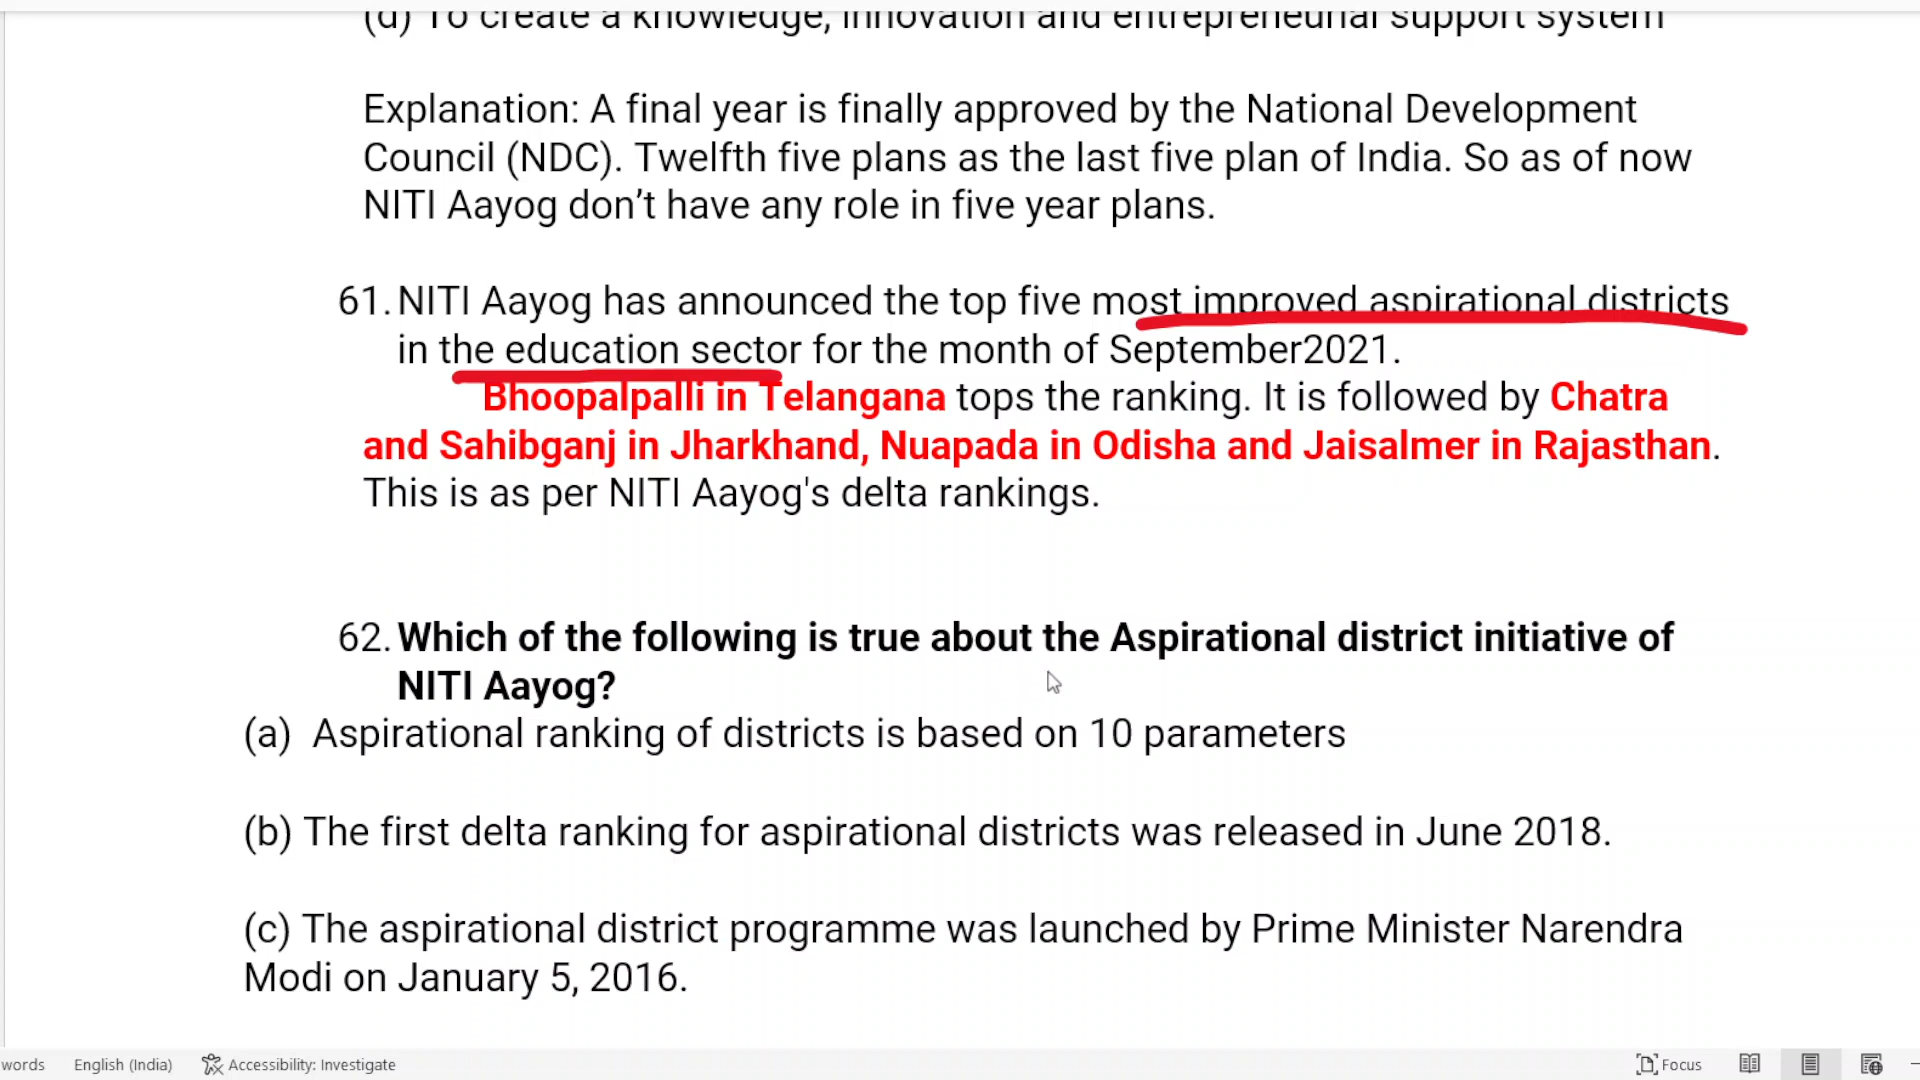 (d) To create a knowledge, innovation and entrepreneurial support system
Explanation: A final year is finally approved by the National Development
Council (NDC). Twelfth five plans as the last five plan of India. So as of now
NITI Aayog don’t have any role in five year plans.
61. NITI Aayog has announced the top five most improved aspirational districts
in the education sector for the month of September2021.
Bhoopalpalli in Telangana tops the ranking. It is followed by Chatra
and Sahibganj in Jharkhand, Nuapada in Odisha and Jaisalmer in Rajasthan.
This is as per NITI Aayog's delta rankings.
62. Which of the following is true about the Aspirational district initiative of
NITI Aayog?
(a) Aspirational ranking of districts is based on 10 parameters
(b) The first delta ranking for aspirational districts was released in June 2018.
(c) The aspirational district programme was launched by Prime Minister Narendra
Modi on January 5, 2016.
words English (India) Accessibility: Investigate Focus